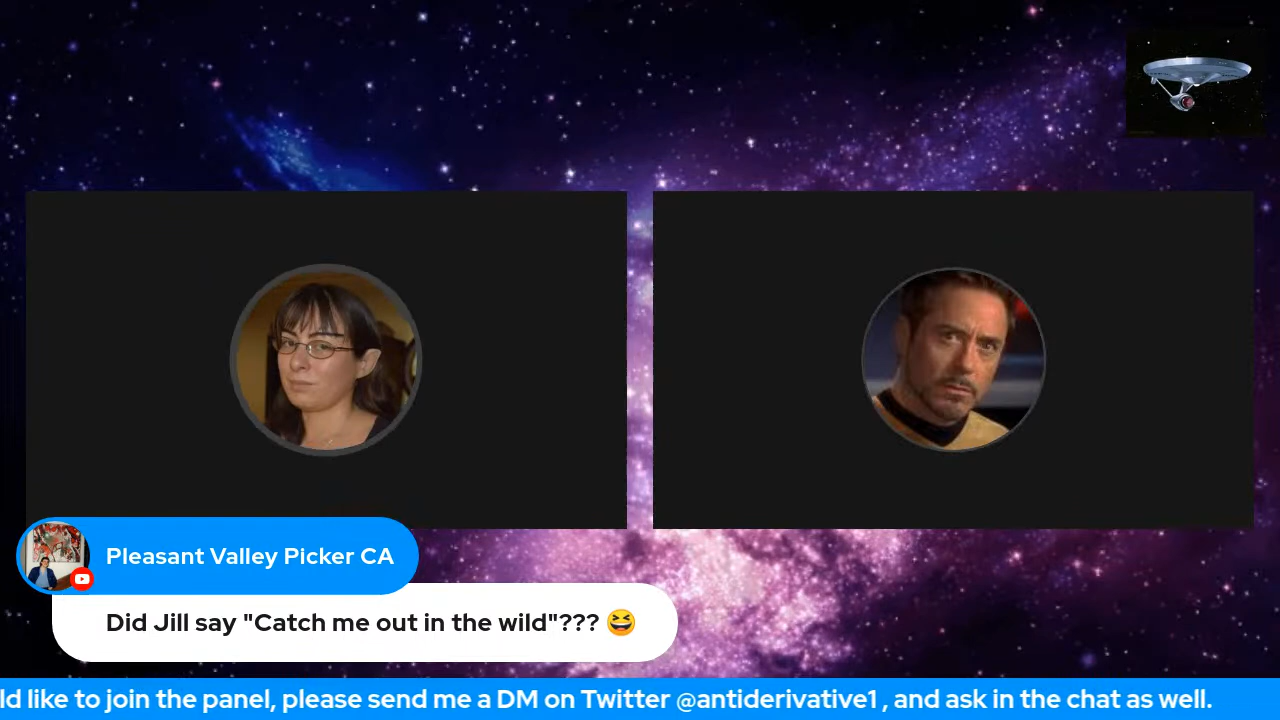 Pleasant Valley Picker CA
Did Jill say "Catch me out in the wild"??? 😆
ld like to join the panel, please send me a DM on Twitter @antiderivative1 , and ask in the chat as well.